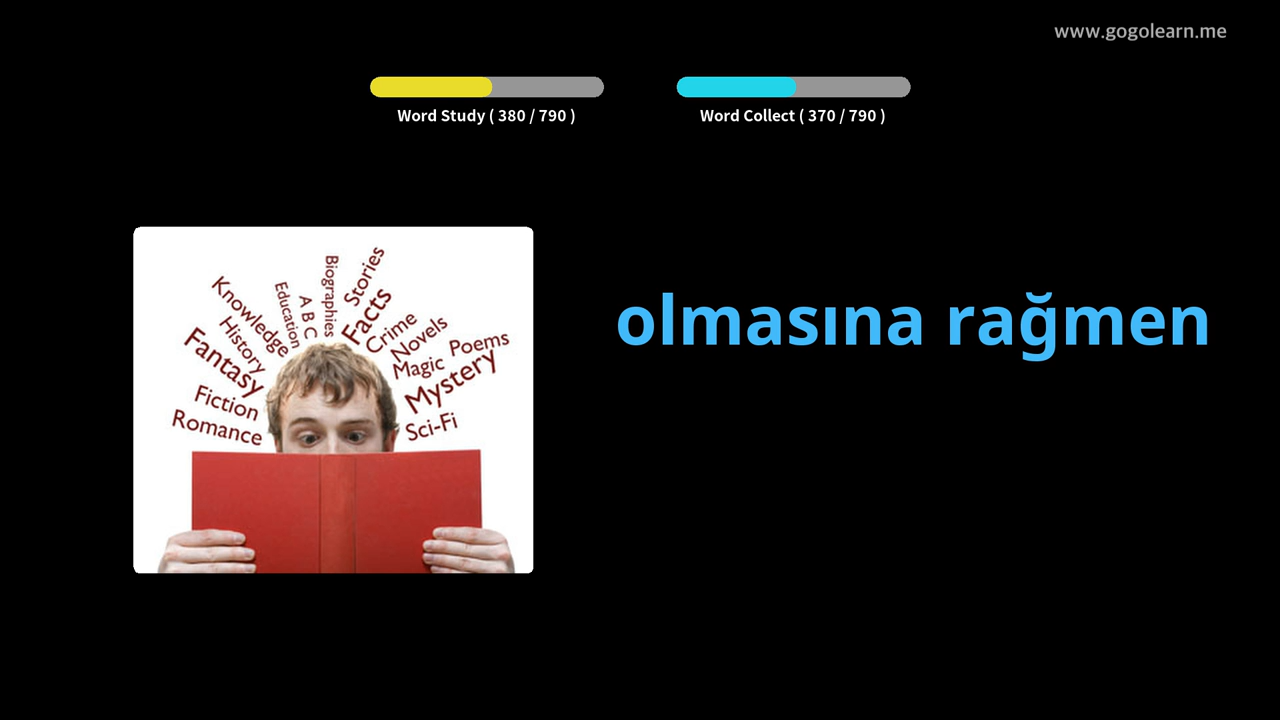 www.gogolearn.me
Word Study ( 380 / 790 )
Word Collect ( 370 / 790 )
olmasına rağmen
Knowledge
History
Fantasy
Fiction
Romance
Education
A B C
Biographies
Stories
Facts
Crime
Novels
Magic
Poems
Mystery
Sci-Fi